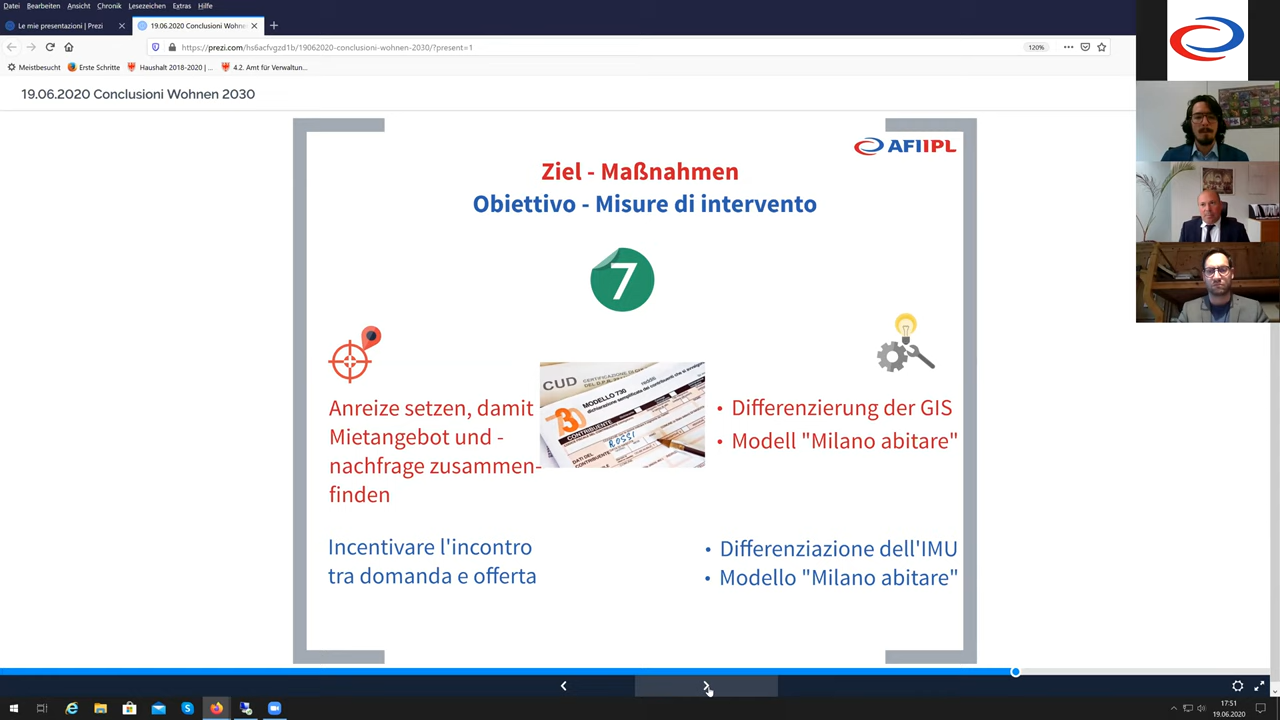 Datei Bearbeiten Ansicht Chronik Lesezeichen Extras Hilfe
Le mie presentazioni | Prezi
19.06.2020 Conclusioni Wohn
https://prezi.com/hs6acfvgzd1b/19062020-conclusioni-wohnen-2030/?present=1
120%
Meistbesucht Erste Schritte Haushalt 2018-2020 | ... 4.2. Amt für Verwaltun...
19.06.2020 Conclusioni Wohnen 2030
AFIIPL
Ziel - Maßnahmen
Obiettivo - Misure di intervento
7
Anreize setzen, damit
Mietangebot und -
nachfrage zusammen-
finden
CUD
MODELLO 730
730
CONTRIBUENTE
ROSSI
• Differenzierung der GIS
• Modell "Milano abitare"
Incentivare l'incontro
tra domanda e offerta
• Differenziazione dell'IMU
• Modello "Milano abitare"
17:51
19.06.2020